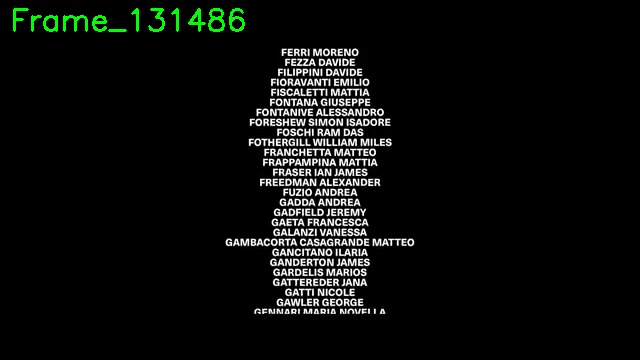 Frame_131486
FERRI MORENO
FEZZA DAVIDE
FILIPPINI DAVIDE
FIORAVANTI EMILIO
FISCALETTI MATTIA
FONTANA GIUSEPPE
FONTANIVE ALESSANDRO
FORESHEW SIMON ISADORE
FOSCHI RAM DAS
FOTHERGILL WILLIAM MILES
FRANCHETTA MATTEO
FRAPPAMPINA MATTIA
FRASER IAN JAMES
FREEDMAN ALEXANDER
FUZIO ANDREA
GADDA ANDREA
GADFIELD JEREMY
GAETA FRANCESCA
GALANZI VANESSA
GAMBACORTA CASAGRANDE MATTEO
GANCITANO ILARIA
GANDERTON JAMES
GARDELIS MARIOS
GATTEREDER JANA
GATTI NICOLE
GAWLER GEORGE
GENNARI MARIA NOVELLA